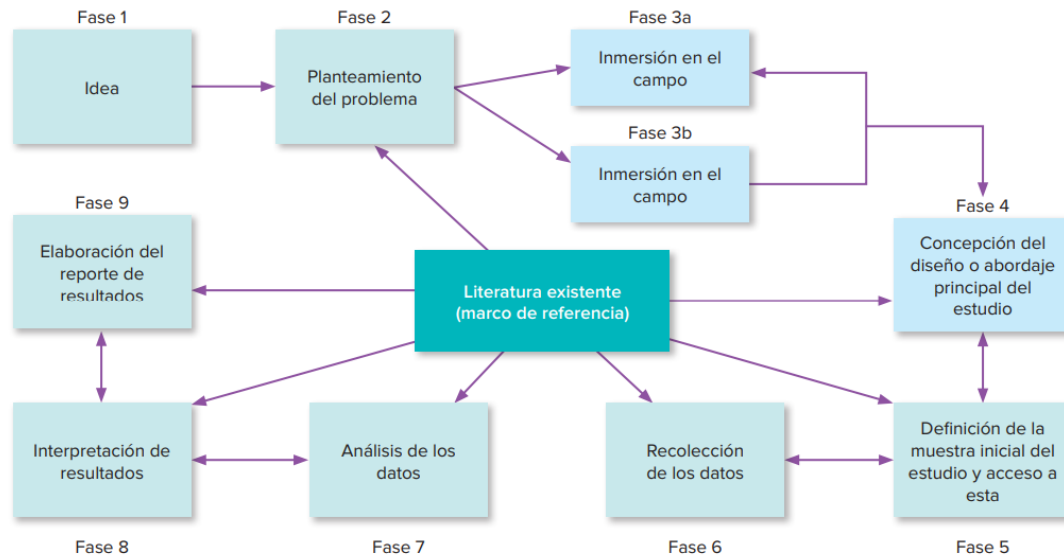 Fase 1
Idea
Fase 2
Planteamiento
del problema
Fase 3a
Inmersión en el
campo
Fase 3b
Inmersión en el
campo
Fase 4
Concepción del
diseño o abordaje
principal del
estudio
Fase 9
Elaboración del
reporte de
resultados
Literatura existente
(marco de referencia)
Interpretación de
resultados
Fase 8
Análisis de los
datos
Fase 7
Recolección
de los datos
Fase 6
Definición de la
muestra inicial del
estudio y acceso a
esta
Fase 5